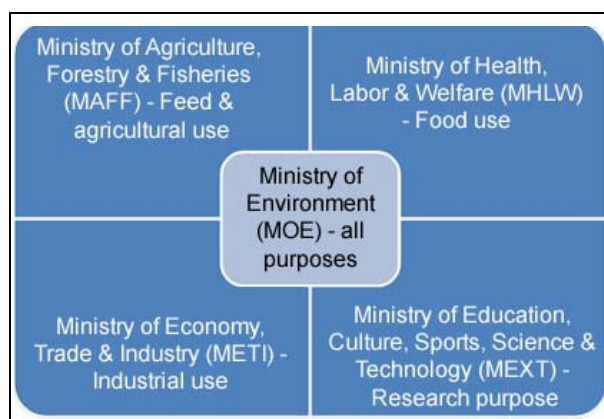 Ministry of Agriculture,
Forestry & Fisheries
(MAFF) - Feed &
agricultural use
Ministry of Health,
Labor & Welfare (MHLW)
- Food use
Ministry of
Environment
(MOE) - all
purposes
Ministry of Economy,
Trade & Industry (METI) -
Industrial use
Ministry of Education,
Culture, Sports, Science &
Technology (MEXT) -
Research purpose